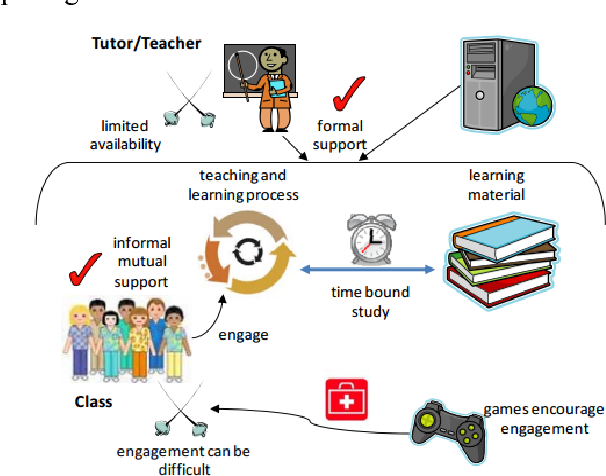 Tutor/Teacher
limited
availability
formal
support
teaching and
learning process
learning
material
informal
mutual
support
time bound
study
engage
Class
games encourage
engagement
engagement can be
difficult